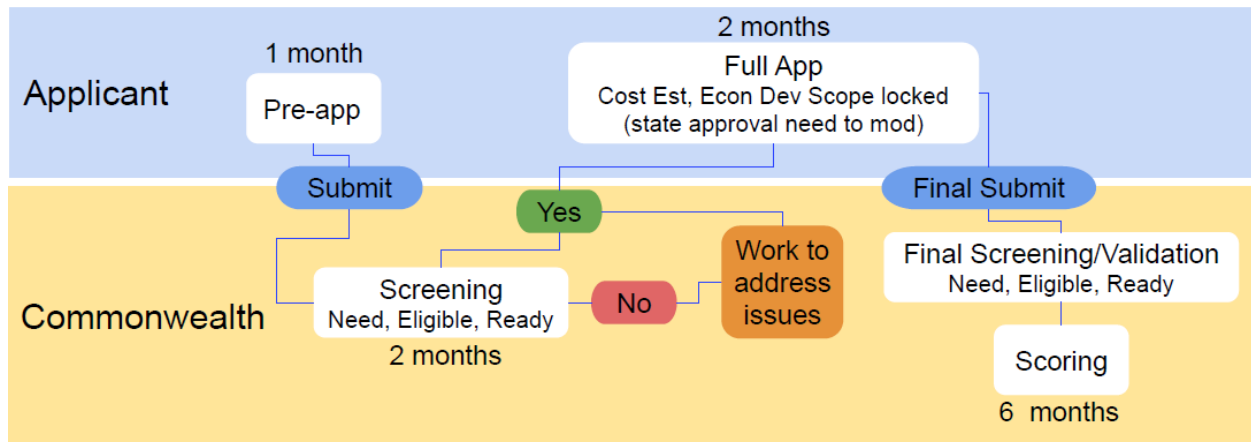 Applicant
1 month
Pre-app
2 months
Full App
Cost Est, Econ Dev Scope locked
(state approval need to mod)
Submit
Final Submit
Commonwealth
Yes
Screening
Need, Eligible, Ready
2 months
No
Work to
address
issues
Final Screening/Validation
Need, Eligible, Ready
Scoring
6 months